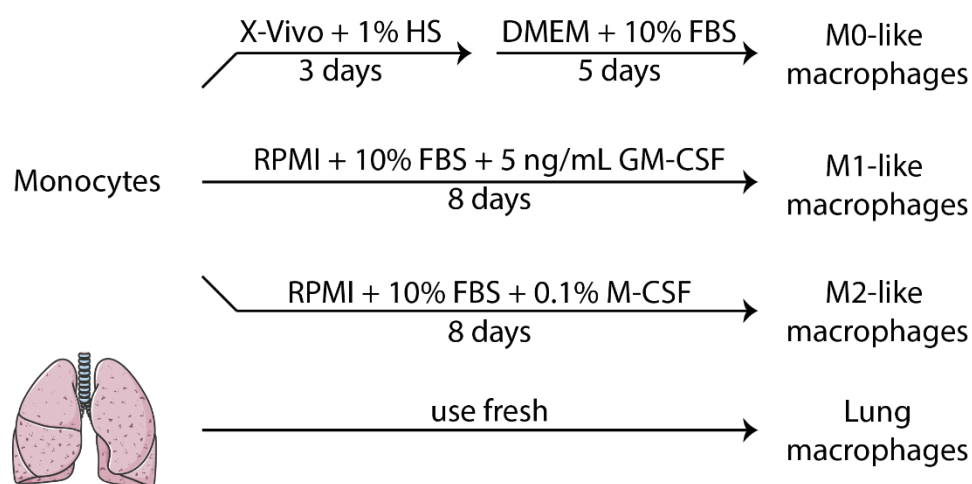 X-Vivo + 1% HS
3 days
DMEM + 10% FBS
5 days
M0-like
macrophages
Monocytes
RPMI + 10% FBS + 5 ng/mL GM-CSF
8 days
M1-like
macrophages
RPMI + 10% FBS + 0.1% M-CSF
8 days
M2-like
macrophages
use fresh
Lung
macrophages